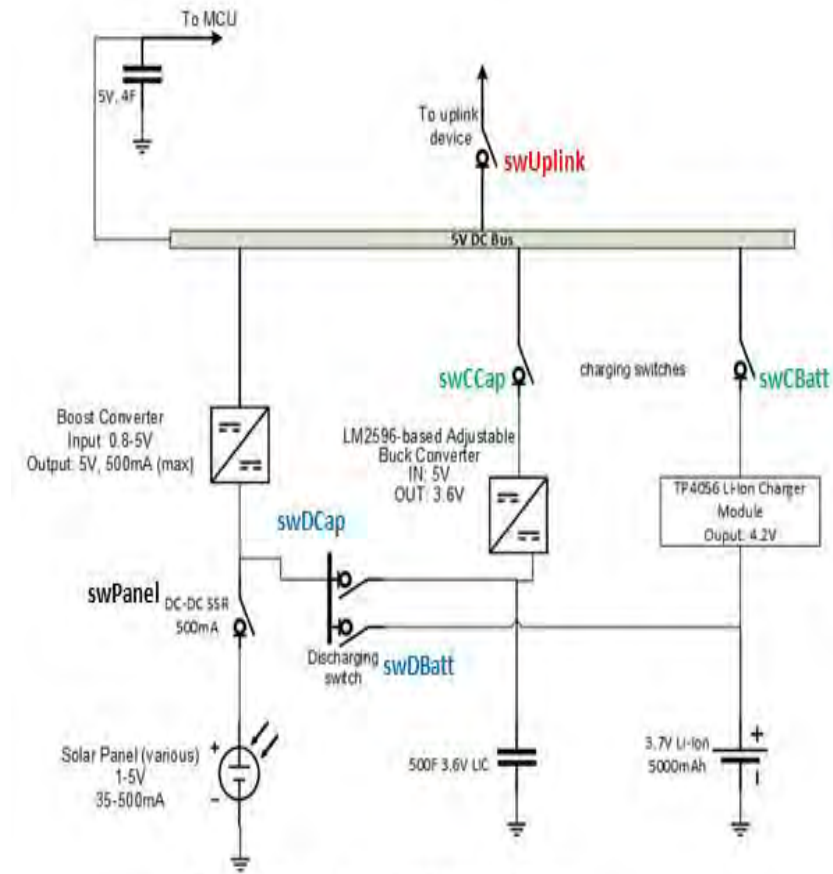 To MCU
5V, 4F
To uplink
device
swUplink
5V DC Bus
swCCap
charging switches
swCBatt
Boost Converter
Input: 0.8-5V
Output: 5V, 500mA (max)
LM2596-based Adjustable
Buck Converter
IN: 5V
OUT: 3.6V
TP4056 Li-Ion Charger
Module
Ouput: 4.2V
swDCap
swPanel
DC-DC SSR
500mA
Discharging
switch
swDBatt
Solar Panel (various)
1-5V
35-500mA
+
−
500F 3.6V LIC
3.7V Li-Ion
5000mAh
+
−